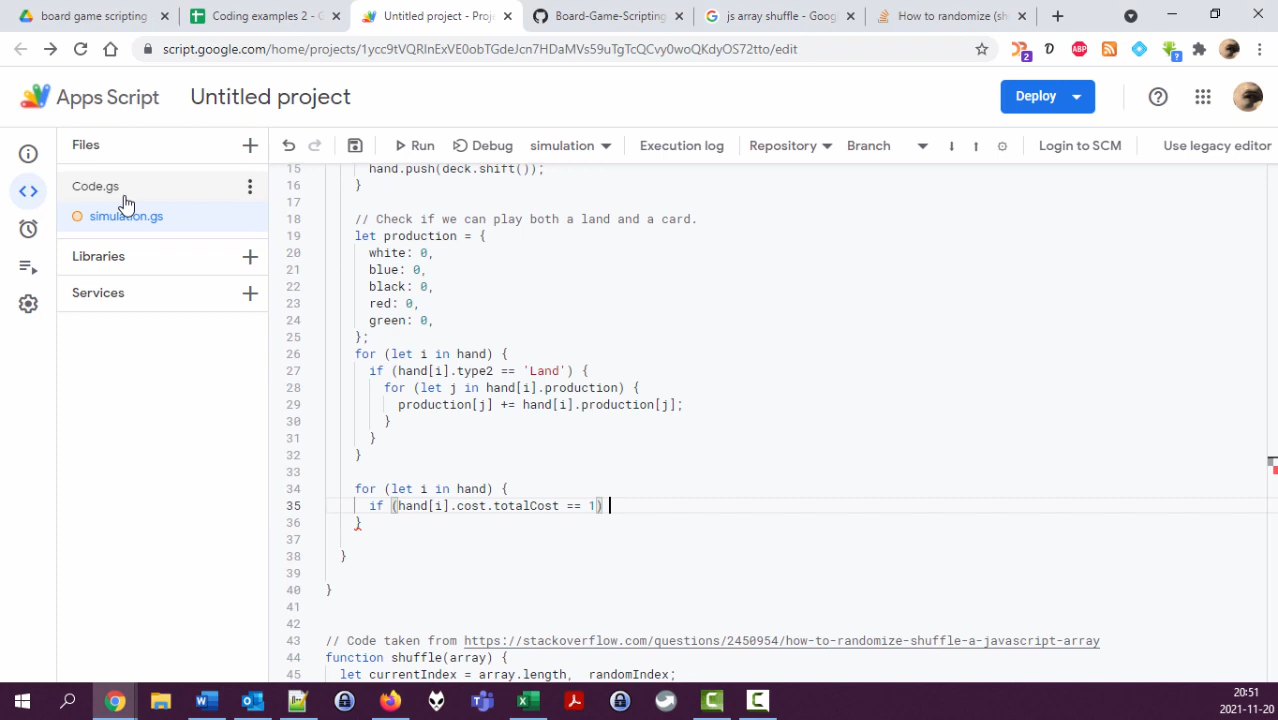 board game scripting
Coding examples 2 - G
Untitled project - Proj
Board-Game-Scripting
js array shuffle - Goog
How to randomize (sh
script.google.com/home/projects/1ycc9tVQRlnExVE0obTGdeJcn7HDaMVs59uTgTcQCvy0woQKdyOS72tto/edit
2
D
ABP
?
Apps Script
Untitled project
Deploy
Files
Run
Debug
simulation
Execution log
Repository
Branch
Login to SCM
Use legacy editor
Code.gs
simulation.gs
Libraries
Services
15 hand.push(deck.shift());
16 }
17
18 // Check if we can play both a land and a card.
19 let production = {
20 white: 0,
21 blue: 0,
22 black: 0,
23 red: 0,
24 green: 0,
25 };
26 for (let i in hand) {
27 if (hand[i].type2 == 'Land') {
28 for (let j in hand[i].production) {
29 production[j] += hand[i].production[j];
30 }
31 }
32 }
33
34 for (let i in hand) {
35 if (hand[i].cost.totalCost == 1)
36 }
37
38 }
39
40 }
41
42
43 // Code taken from https://stackoverflow.com/questions/2450954/how-to-randomize-shuffle-a-javascript-array
44 function shuffle(array) {
45 let currentIndex = array.length, randomIndex;
20:51
2021-11-20